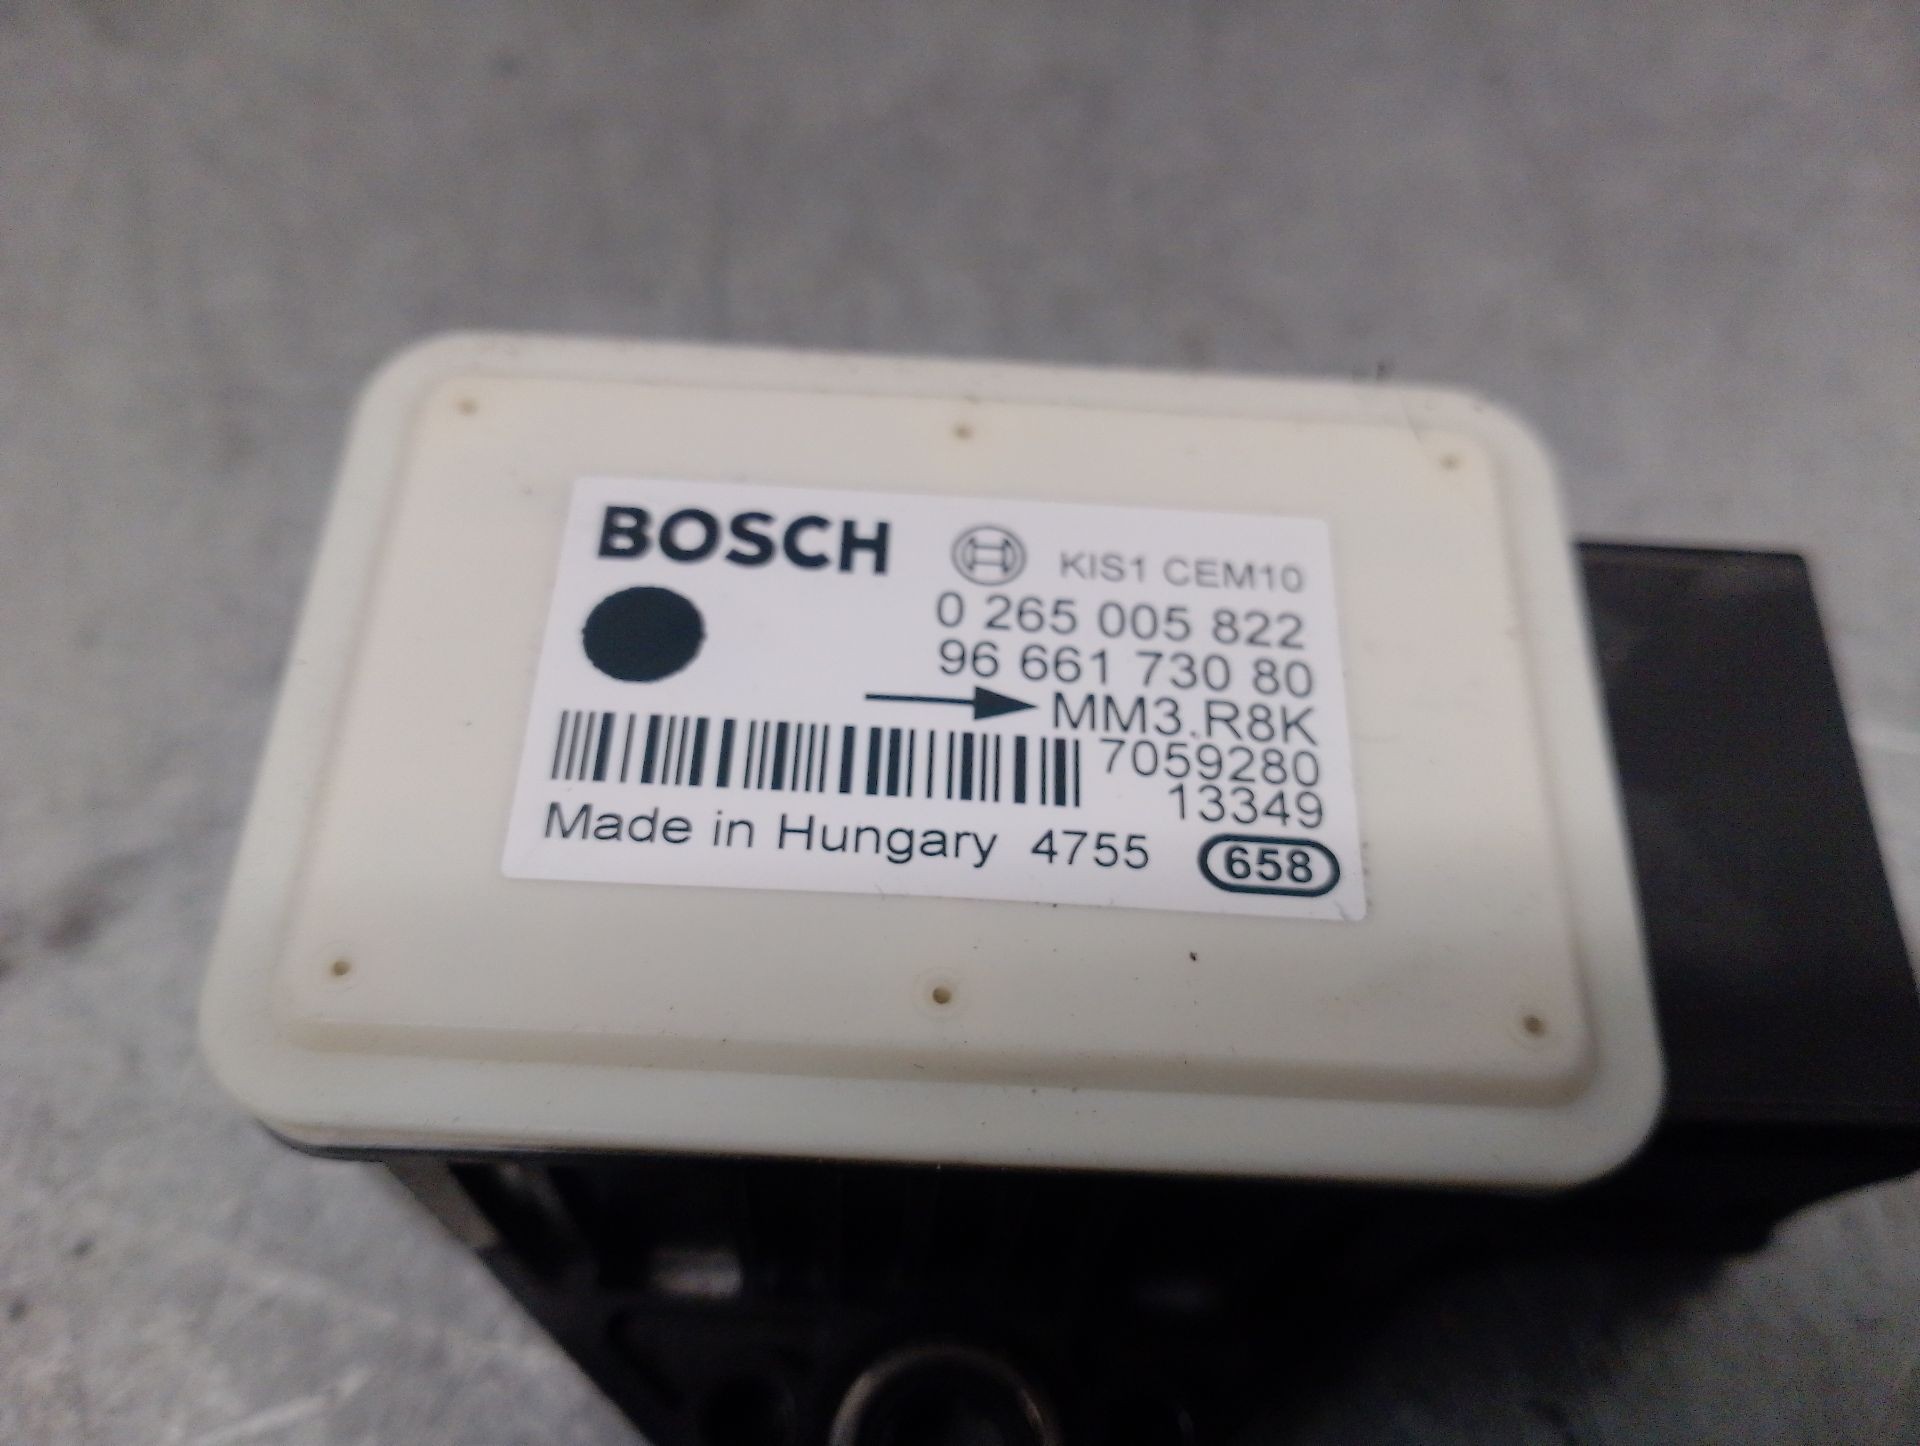 BOSCH KIS1 CEM10
0 265 005 822
96 661 730 80
MM3.R8K
7059280
13349
Made in Hungary 4755 658